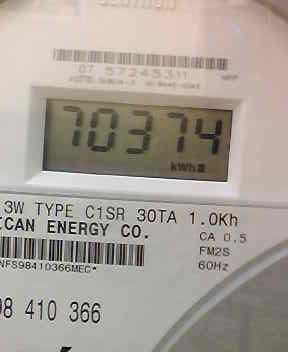 07 57245311
70374
kWh
3W TYPE C1SR 30TA 1.0Kh
ICAN ENERGY CO.
CA 0.5
FM2S
NFS98410366MEC*
60Hz
98 410 366